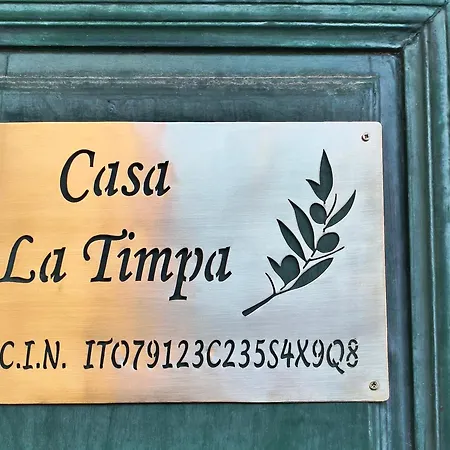 Casa
La Timpa
C.I.N. IT079123C235S4X9Q8